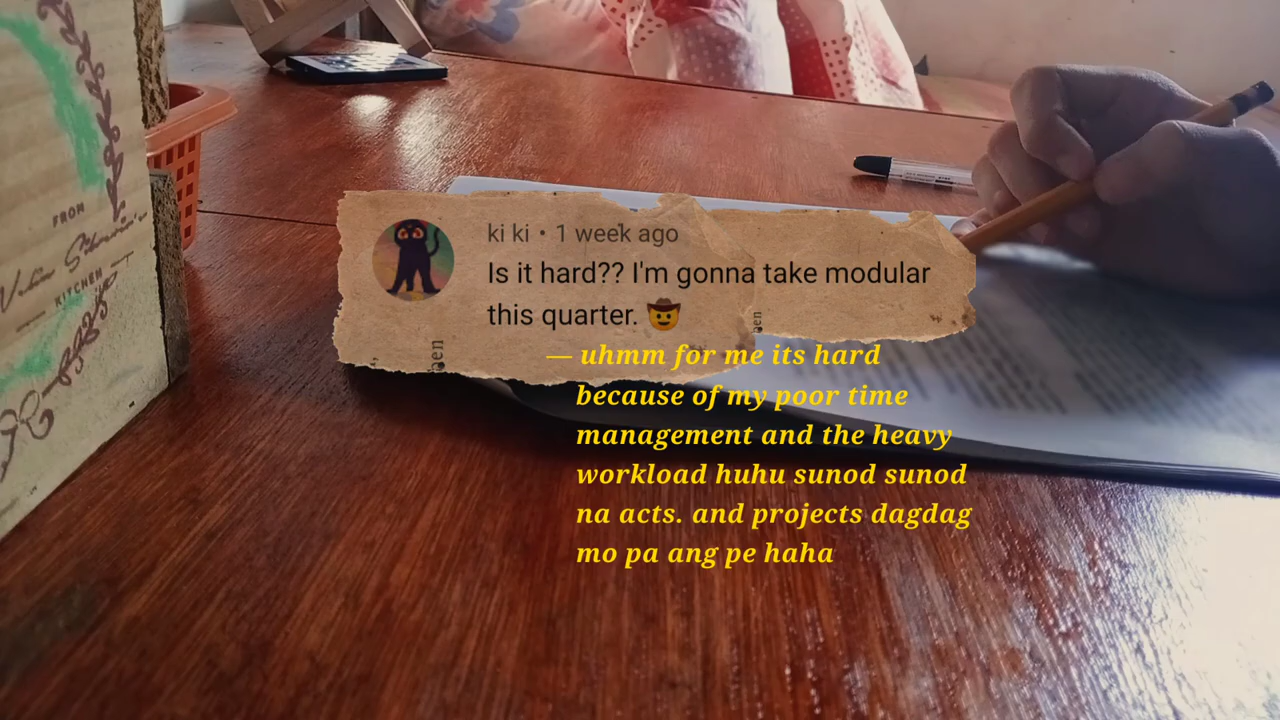 FROM
KITCHEN
ki ki • 1 week ago
Is it hard?? I'm gonna take modular
this quarter. 🤠
en
en
— uhmm for me its hard
because of my poor time
management and the heavy
workload huhu sunod sunod
na acts. and projects dagdag
mo pa ang pe haha